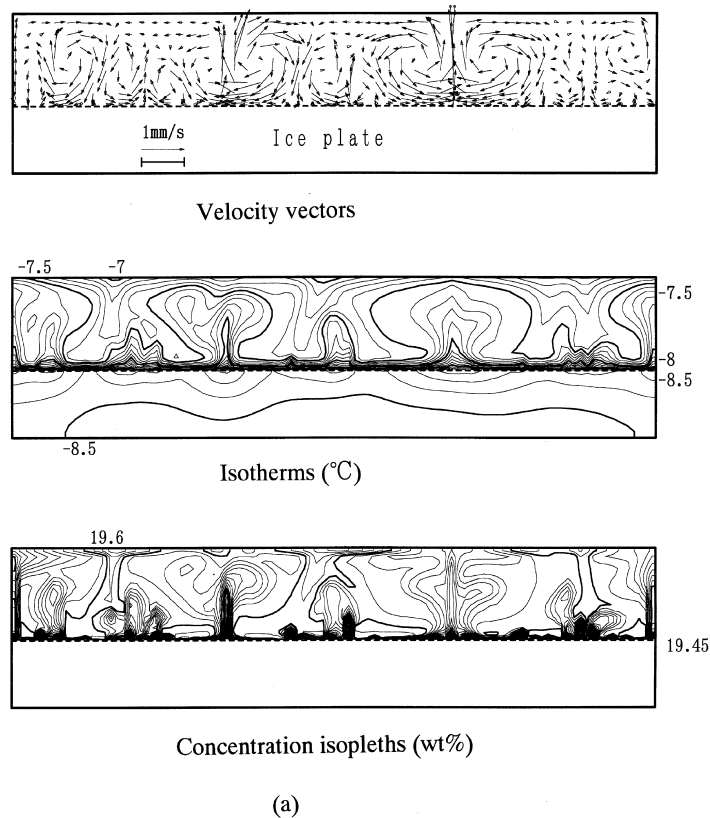 1mm/s
Ice plate
Velocity vectors
-7.5 -7
-7.5
-8
-8.5
-8.5
Isotherms (℃)
19.6
19.45
Concentration isopleths (wt%)
(a)